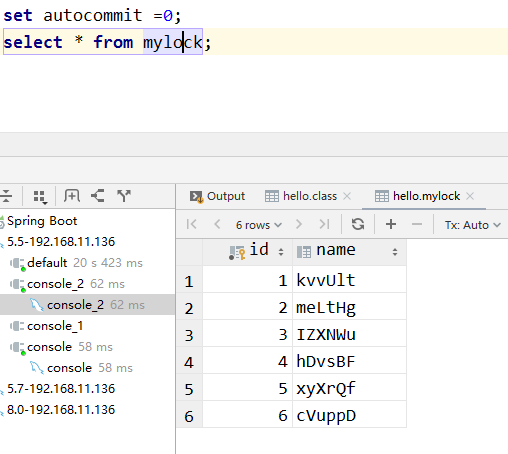 set autocommit =0;
select * from mylock;
Output hello.class hello.mylock
6 rows Tx: Auto
Spring Boot
5.5-192.168.11.136
default 20 s 423 ms
console_2 62 ms
console_2 62 ms
console_1
console 58 ms
console 58 ms
5.7-192.168.11.136
8.0-192.168.11.136
id name
1 1 kvvUlt
2 2 meLtHg
3 3 IZXNWu
4 4 hDvsBF
5 5 xyXrQf
6 6 cVuppD